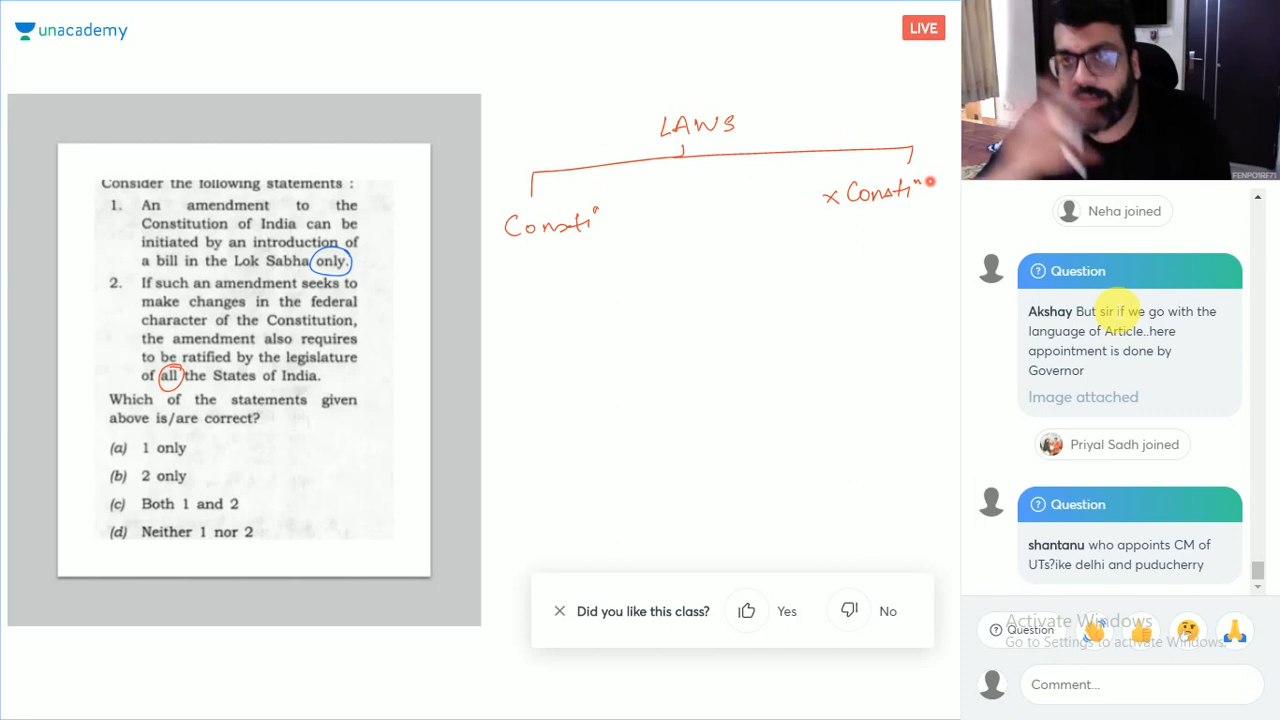 unacademy
LIVE
LAWS
Constiⁿ
x Constiⁿ
Consider the following statements :
1. An amendment to the
Constitution of India can be
initiated by an introduction of
a bill in the Lok Sabha only.
2. If such an amendment seeks to
make changes in the federal
character of the Constitution,
the amendment also requires
to be ratified by the legislature
of all the States of India.
Which of the statements given
above is/are correct?
(a) 1 only
(b) 2 only
(c) Both 1 and 2
(d) Neither 1 nor 2
Did you like this class?
Yes
No
FENPO1RF71
Neha joined
Question
Akshay But sir if we go with the
language of Article..here
appointment is done by
Governor
Image attached
Priyal Sadh joined
Question
shantanu who appoints CM of
UTs?ike delhi and puducherry
Activate Windows
Go to Settings to activate Windows.
Question
Comment...